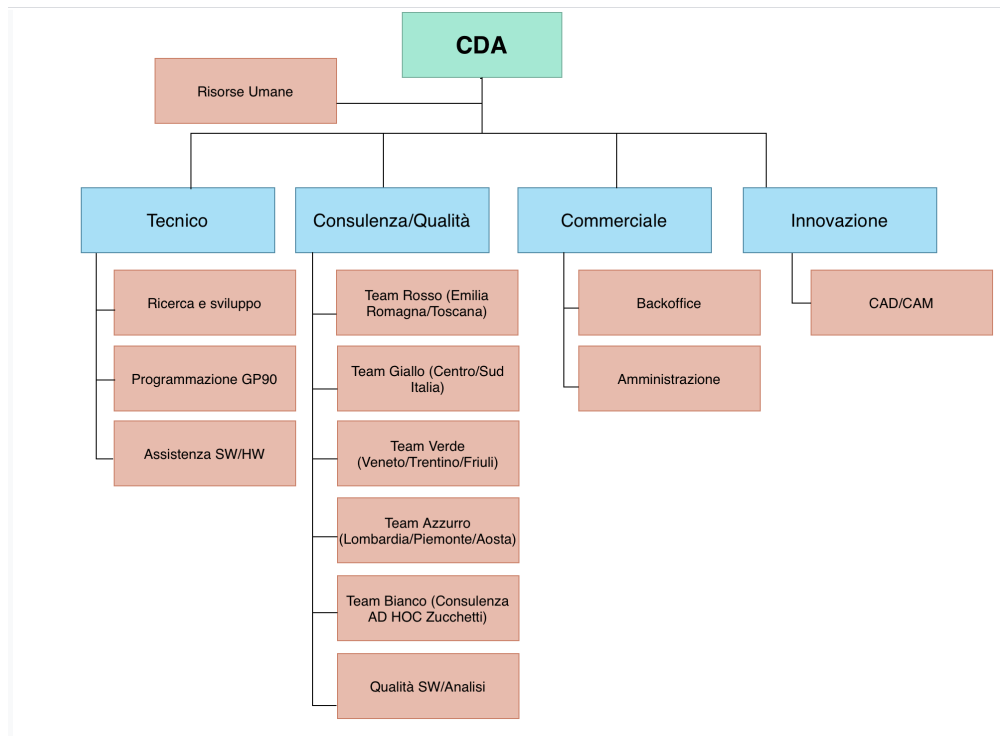 CDA
Risorse Umane
Tecnico
Consulenza/Qualità
Commerciale
Innovazione
Ricerca e sviluppo
Programmazione GP90
Assistenza SW/HW
Team Rosso (Emilia
Romagna/Toscana)
Team Giallo (Centro/Sud
Italia)
Team Verde
(Veneto/Trentino/Friuli)
Team Azzurro
(Lombardia/Piemonte/Aosta)
Team Bianco (Consulenza
AD HOC Zucchetti)
Qualità SW/Analisi
Backoffice
Amministrazione
CAD/CAM